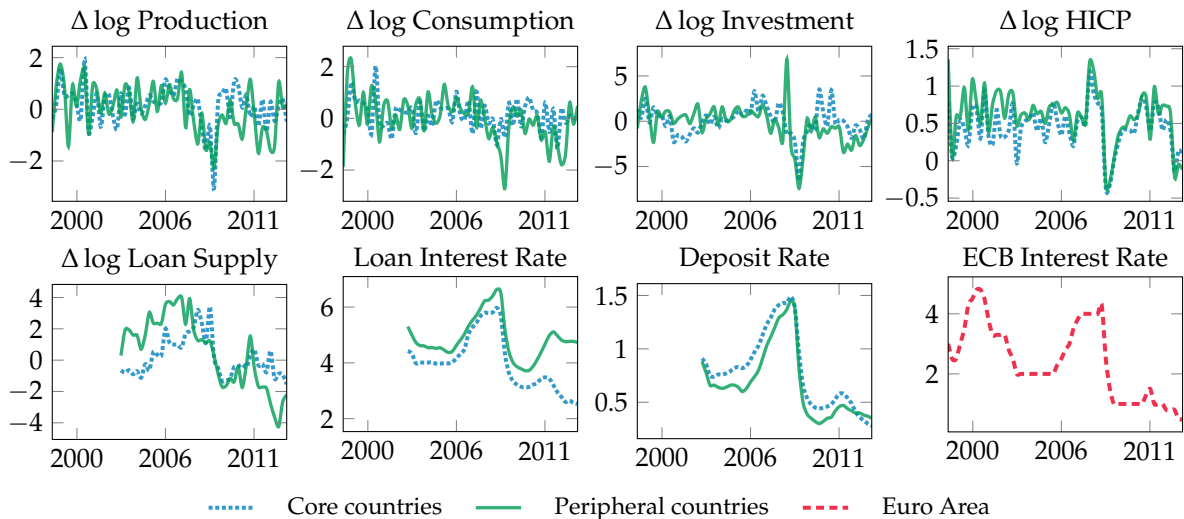 Δ log Production Δ log Consumption Δ log Investment Δ log HICP
2 0 −2
2 0 −2
5 0 −5
1.5 1 0.5 0 −0.5
2000 2006 2011 2000 2006 2011 2000 2006 2011 2000 2006 2011
Δ log Loan Supply Loan Interest Rate Deposit Rate ECB Interest Rate
4 2 0 −2 −4
6 4 2
1.5 1 0.5
4 2
2000 2006 2011 2000 2006 2011 2000 2006 2011 2000 2006 2011
Core countries Peripheral countries Euro Area